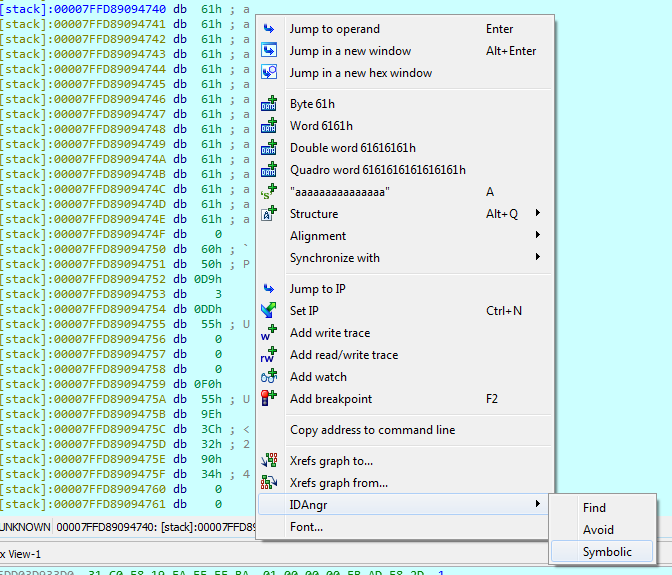 [stack]:00007FFD89094740 db 61h ; a
[stack]:00007FFD89094741 db 61h ; a
[stack]:00007FFD89094742 db 61h ; a
[stack]:00007FFD89094743 db 61h ; a
[stack]:00007FFD89094744 db 61h ; a
[stack]:00007FFD89094745 db 61h ; a
[stack]:00007FFD89094746 db 61h ; a
[stack]:00007FFD89094747 db 61h ; a
[stack]:00007FFD89094748 db 61h ; a
[stack]:00007FFD89094749 db 61h ; a
[stack]:00007FFD8909474A db 61h ; a
[stack]:00007FFD8909474B db 61h ; a
[stack]:00007FFD8909474C db 61h ; a
[stack]:00007FFD8909474D db 61h ; a
[stack]:00007FFD8909474E db 61h ; a
[stack]:00007FFD8909474F db 0
[stack]:00007FFD89094750 db 60h ; `
[stack]:00007FFD89094751 db 50h ; P
[stack]:00007FFD89094752 db 0D9h
[stack]:00007FFD89094753 db 3
[stack]:00007FFD89094754 db 0DDh
[stack]:00007FFD89094755 db 55h ; U
[stack]:00007FFD89094756 db 0
[stack]:00007FFD89094757 db 0
[stack]:00007FFD89094758 db 0
[stack]:00007FFD89094759 db 0F0h
[stack]:00007FFD8909475A db 55h ; U
[stack]:00007FFD8909475B db 9Eh
[stack]:00007FFD8909475C db 3Ch ; <
[stack]:00007FFD8909475D db 32h ; 2
[stack]:00007FFD8909475E db 90h
[stack]:00007FFD8909475F db 34h ; 4
[stack]:00007FFD89094760 db 0
[stack]:00007FFD89094761 db 0
UNKNOWN 00007FFD89094740: [stack]:00007FFD89
x View-1
Jump to operand Enter
Jump in a new window Alt+Enter
Jump in a new hex window
Byte 61h
Word 6161h
Double word 61616161h
Quadro word 6161616161616161h
"aaaaaaaaaaaaaaa" A
Structure Alt+Q
Alignment
Synchronize with
Jump to IP
Set IP Ctrl+N
Add write trace
Add read/write trace
Add watch
Add breakpoint F2
Copy address to command line
Xrefs graph to...
Xrefs graph from...
IDAngr
Font...
Find
Avoid
Symbolic